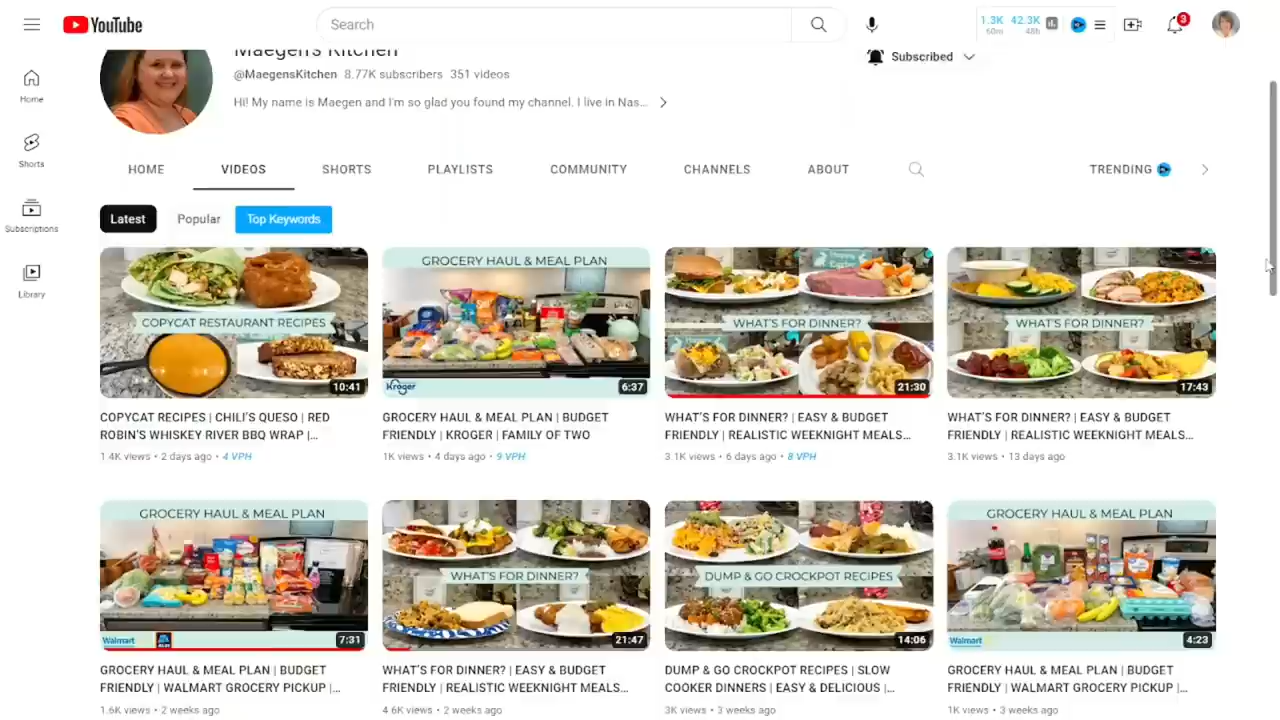 YouTube
Search
1.3K 42.3K
60m 48h
3
Maegen's Kitchen
@MaegensKitchen 8.77K subscribers 351 videos
Subscribed
Hi! My name is Maegen and I'm so glad you found my channel. I live in Nas...
Home
Shorts
Subscriptions
Library
HOME VIDEOS SHORTS PLAYLISTS COMMUNITY CHANNELS ABOUT TRENDING
Latest Popular Top Keywords
COPYCAT RESTAURANT RECIPES
10:41
GROCERY HAUL & MEAL PLAN
Kroger
6:37
WHAT'S FOR DINNER?
21:30
WHAT'S FOR DINNER?
17:43
COPYCAT RECIPES | CHILI'S QUESO | RED
ROBIN'S WHISKEY RIVER BBQ WRAP |...
1.4K views • 2 days ago • 4 VPH
GROCERY HAUL & MEAL PLAN | BUDGET
FRIENDLY | KROGER | FAMILY OF TWO
1K views • 4 days ago • 9 VPH
WHAT'S FOR DINNER? | EASY & BUDGET
FRIENDLY | REALISTIC WEEKNIGHT MEALS...
3.1K views • 6 days ago • 8 VPH
WHAT'S FOR DINNER? | EASY & BUDGET
FRIENDLY | REALISTIC WEEKNIGHT MEALS...
3.1K views • 13 days ago
GROCERY HAUL & MEAL PLAN
Walmart
7:31
WHAT'S FOR DINNER?
21:47
DUMP & GO CROCKPOT RECIPES
14:06
GROCERY HAUL & MEAL PLAN
Walmart
4:23
GROCERY HAUL & MEAL PLAN | BUDGET
FRIENDLY | WALMART GROCERY PICKUP |...
1.6K views • 2 weeks ago
WHAT'S FOR DINNER? | EASY & BUDGET
FRIENDLY | REALISTIC WEEKNIGHT MEALS...
4.6K views • 2 weeks ago
DUMP & GO CROCKPOT RECIPES | SLOW
COOKER DINNERS | EASY & DELICIOUS |...
3K views • 3 weeks ago
GROCERY HAUL & MEAL PLAN | BUDGET
FRIENDLY | WALMART GROCERY PICKUP |...
1K views • 3 weeks ago